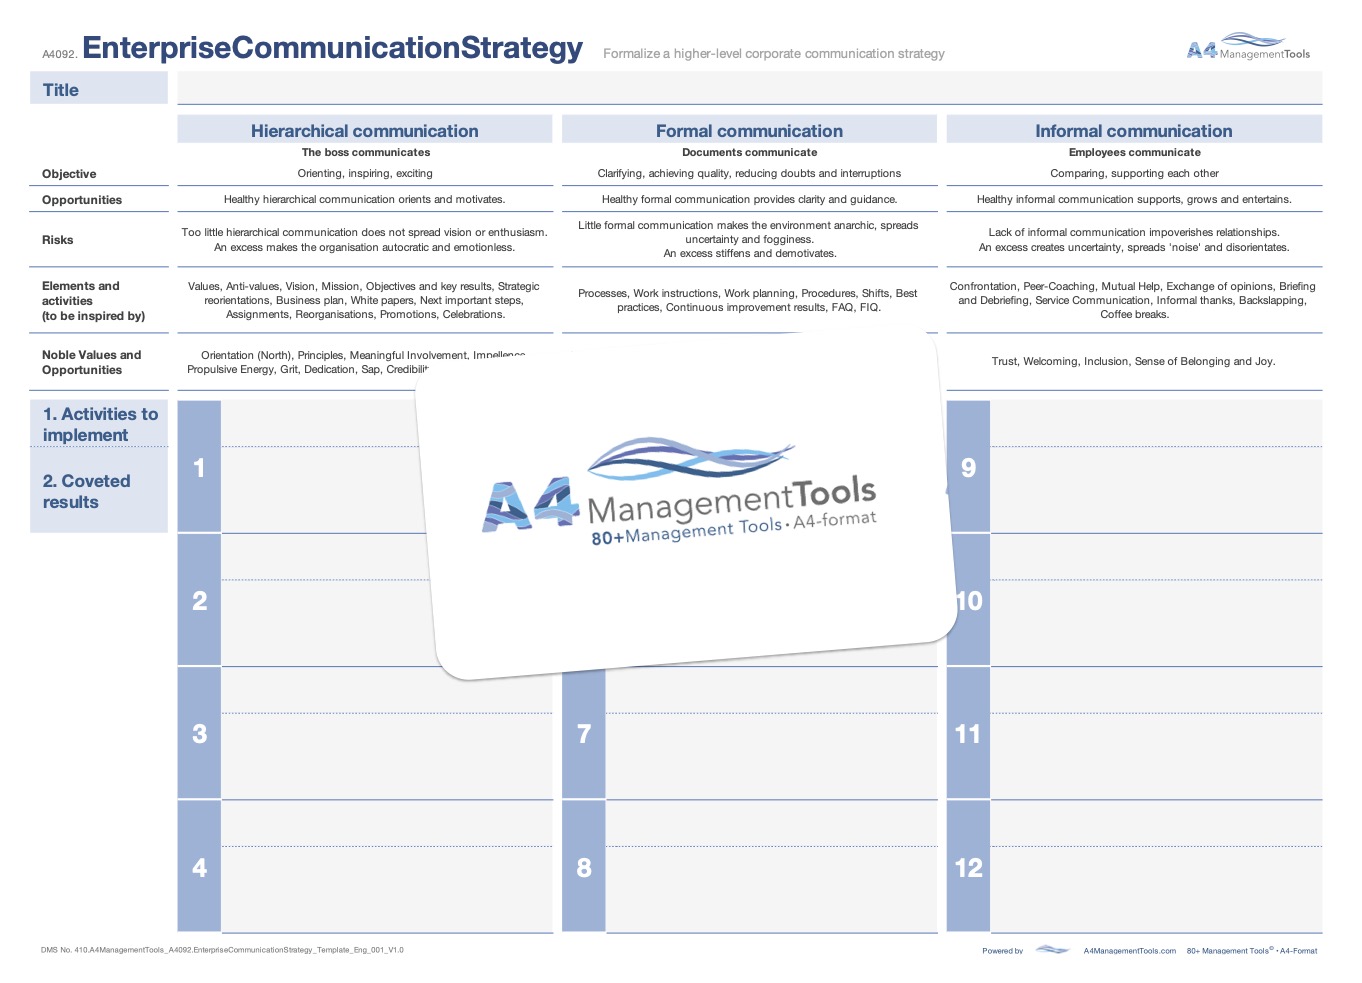 A4092. EnterpriseCommunicationStrategy Formalize a higher-level corporate communication strategy
A4 ManagementTools
Title
Hierarchical communication
Formal communication
Informal communication
The boss communicates
Documents communicate
Employees communicate
Objective
Orienting, inspiring, exciting
Clarifying, achieving quality, reducing doubts and interruptions
Comparing, supporting each other
Opportunities
Healthy hierarchical communication orients and motivates.
Healthy formal communication provides clarity and guidance.
Healthy informal communication supports, grows and entertains.
Risks
Too little hierarchical communication does not spread vision or enthusiasm.
An excess makes the organisation autocratic and emotionless.
Little formal communication makes the environment anarchic, spreads
uncertainty and fogginess.
An excess stiffens and demotivates.
Lack of informal communication impoverishes relationships.
An excess creates uncertainty, spreads 'noise' and disorientates.
Elements and
activities
(to be inspired by)
Values, Anti-values, Vision, Mission, Objectives and key results, Strategic
reorientations, Business plan, White papers, Next important steps,
Assignments, Reorganisations, Promotions, Celebrations.
Processes, Work instructions, Work planning, Procedures, Shifts, Best
practices, Continuous improvement results, FAQ, FIQ.
Confrontation, Peer-Coaching, Mutual Help, Exchange of opinions, Briefing
and Debriefing, Service Communication, Informal thanks, Backslapping,
Coffee breaks.
Noble Values and
Opportunities
Orientation (North), Principles, Meaningful Involvement,
Propulsive Energy, Grit, Dedication, Sap,
Trust, Welcoming, Inclusion, Sense of Belonging and Joy.
1. Activities to
implement
2. Coveted
results
1
2
3
4
7
8
9
10
11
12
A4 ManagementTools
80+Management Tools • A4-format
DMS No. 410.A4ManagementTools_A4092.EnterpriseCommunicationStrategy_Template_Eng_001_V1.0
Powered by A4ManagementTools.com 80+ Management Tools© • A4-Format